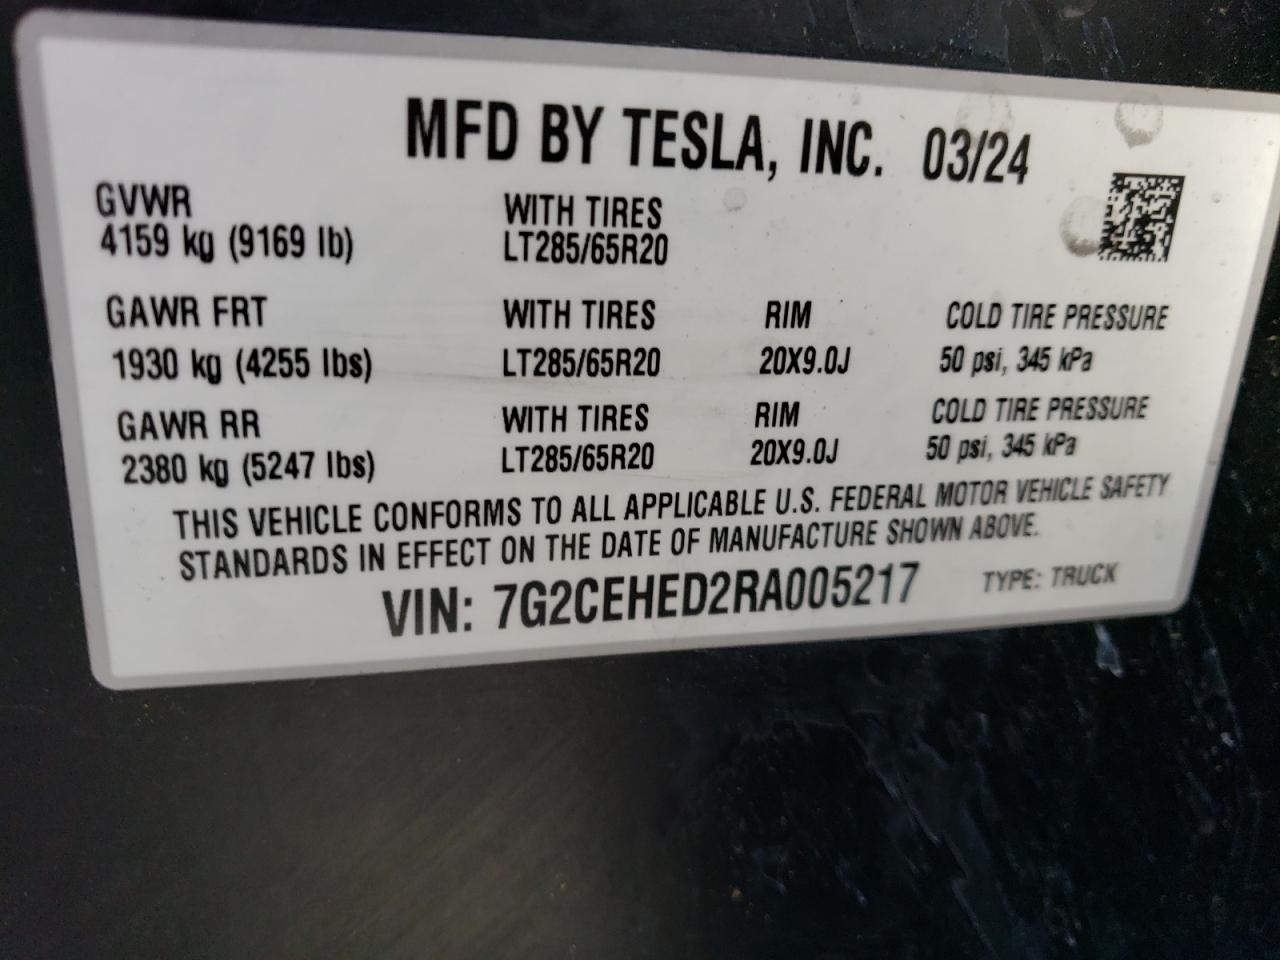 MFD BY TESLA, INC. 03/24
GVWR WITH TIRES
4159 kg (9169 lb) LT285/65R20
GAWR FRT WITH TIRES RIM COLD TIRE PRESSURE
1930 kg (4255 lbs) LT285/65R20 20X9.0J 50 psi, 345 kPa
GAWR RR WITH TIRES RIM COLD TIRE PRESSURE
2380 kg (5247 lbs) LT285/65R20 20X9.0J 50 psi, 345 kPa
THIS VEHICLE CONFORMS TO ALL APPLICABLE U.S. FEDERAL MOTOR VEHICLE SAFETY
STANDARDS IN EFFECT ON THE DATE OF MANUFACTURE SHOWN ABOVE.
VIN: 7G2CEHED2RA005217 TYPE: TRUCK